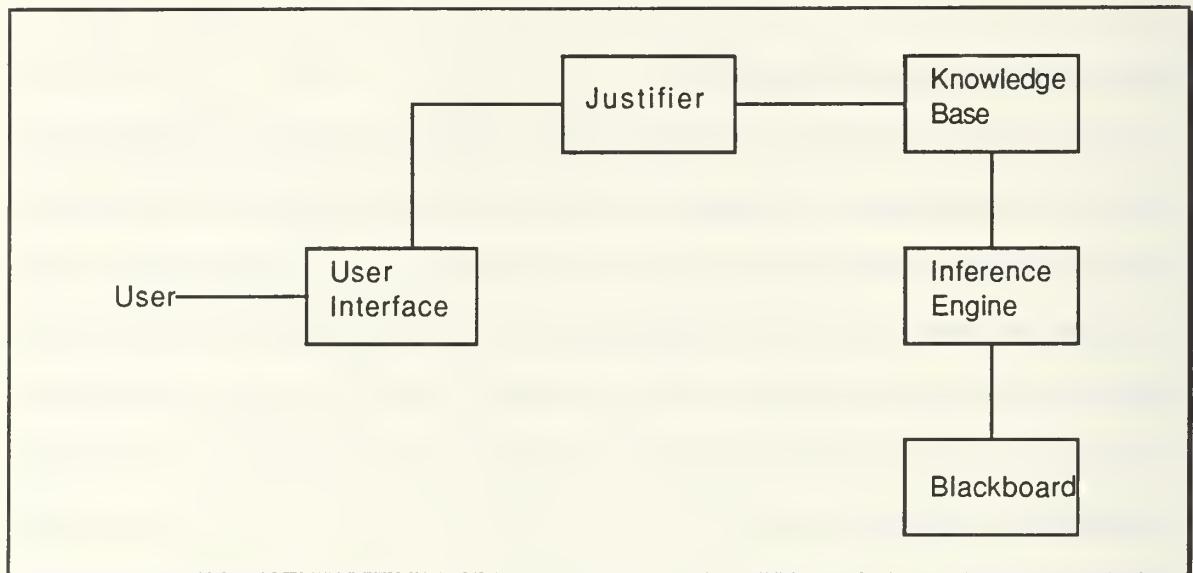 Justifier
Knowledge
Base
User
User
Interface
Inference
Engine
Blackboard